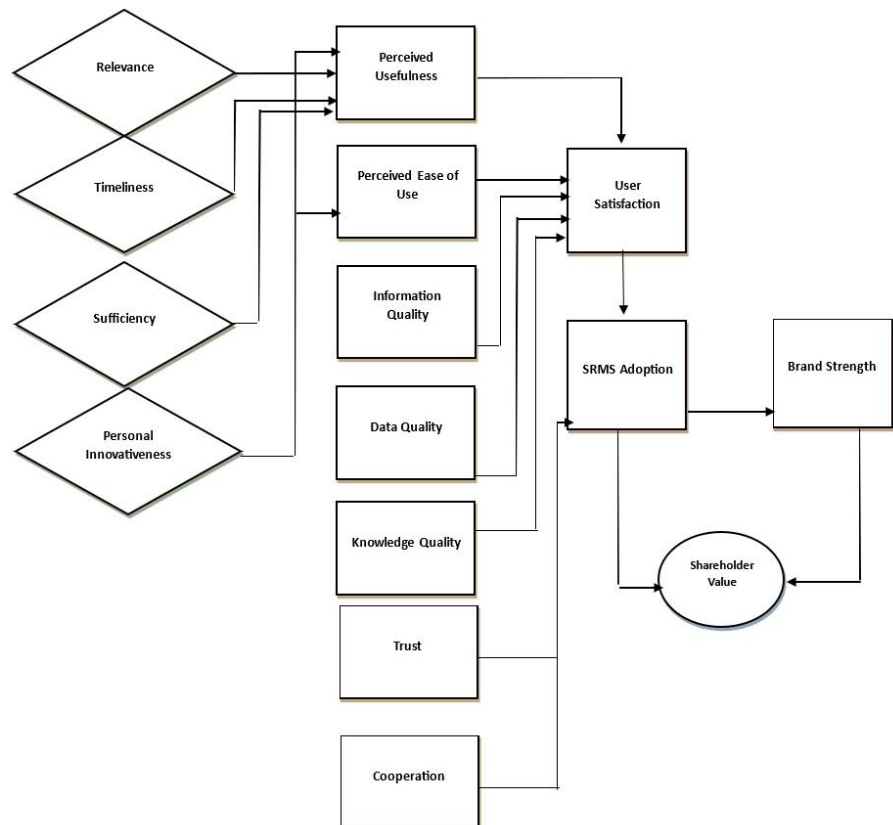 Relevance
Timeliness
Sufficiency
Personal
Innovativeness
Perceived
Usefulness
Perceived Ease of
Use
Information
Quality
Data Quality
Knowledge Quality
Trust
Cooperation
User
Satisfaction
SRMS Adoption
Brand Strength
Shareholder
Value